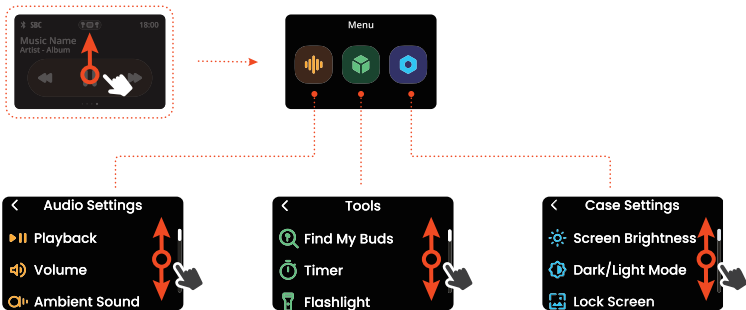 SBC 18:00
Music Name
Artist - Album
Menu
Audio Settings
Playback
Volume
Ambient Sound
Tools
Find My Buds
Timer
Flashlight
Case Settings
Screen Brightness
Dark/Light Mode
Lock Screen